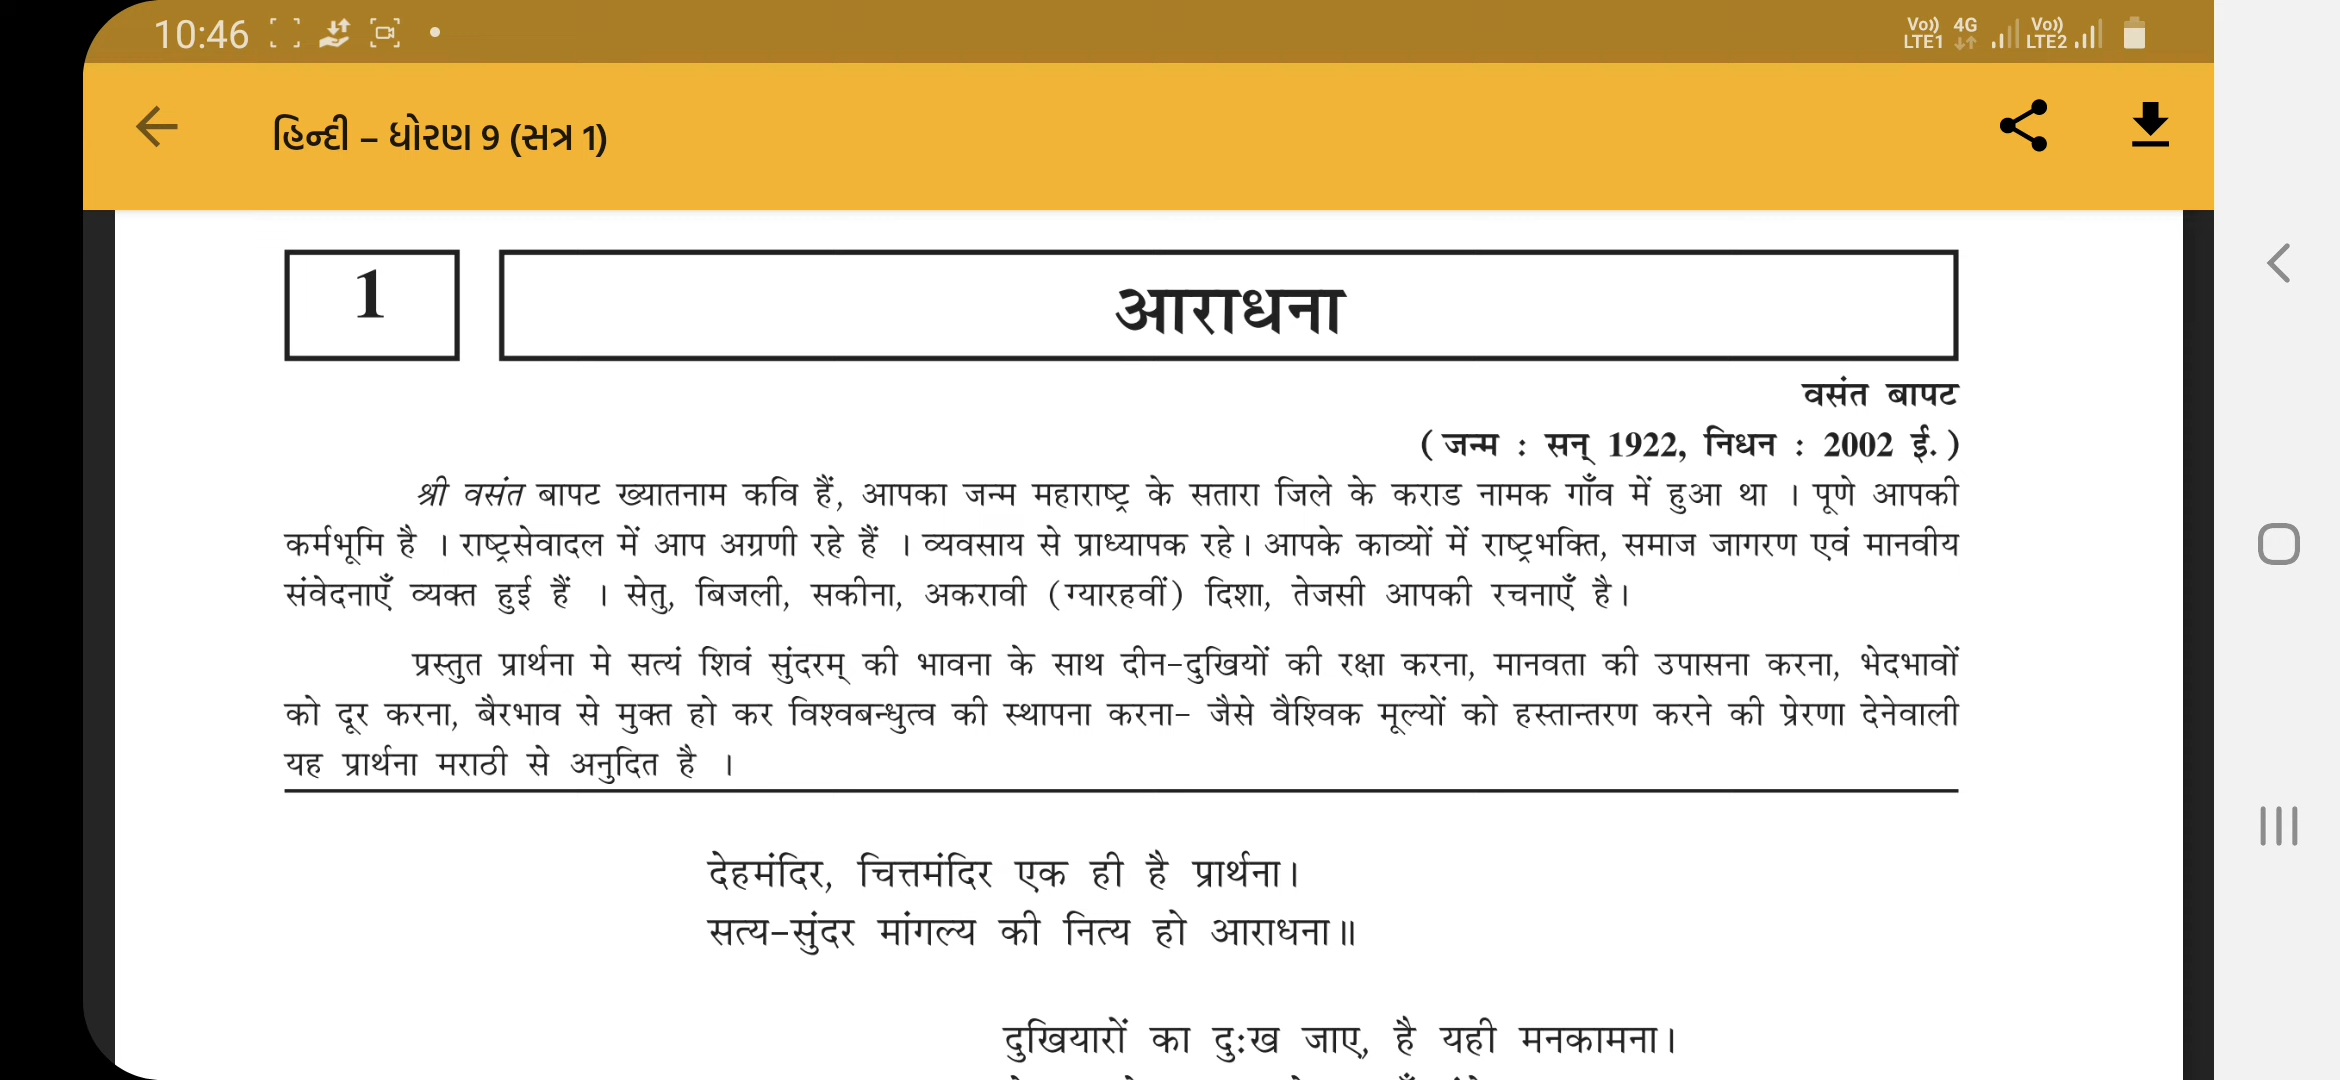 10:46
Vo)) 4G Vo))
LTE1 LTE2
હિન્દી – ધોરણ 9 (સત્ર 1)
1
आराधना
वसंत बापट
( जन्म : सन् 1922, निधन : 2002 ई. )
श्री वसंत बापट ख्यातनाम कवि हैं, आपका जन्म महाराष्ट्र के सतारा जिले के कराड नामक गाँव में हुआ था । पूणे आपकी
कर्मभूमि है । राष्ट्रसेवादल में आप अग्रणी रहे हैं । व्यवसाय से प्राध्यापक रहे। आपके काव्यों में राष्ट्रभक्ति, समाज जागरण एवं मानवीय
संवेदनाएँ व्यक्त हुई हैं । सेतु, बिजली, सकीना, अकरावी (ग्यारहवीं) दिशा, तेजसी आपकी रचनाएँ है।
प्रस्तुत प्रार्थना मे सत्यं शिवं सुंदरम् की भावना के साथ दीन-दुखियों की रक्षा करना, मानवता की उपासना करना, भेदभावों
को दूर करना, बैरभाव से मुक्त हो कर विश्वबन्धुत्व की स्थापना करना- जैसे वैश्विक मूल्यों को हस्तान्तरण करने की प्रेरणा देनेवाली
यह प्रार्थना मराठी से अनुदित है ।
देहमंदिर, चित्तमंदिर एक ही है प्रार्थना।
सत्य-सुंदर मांगल्य की नित्य हो आराधना॥
दुखियारों का दुःख जाए, है यही मनकामना।